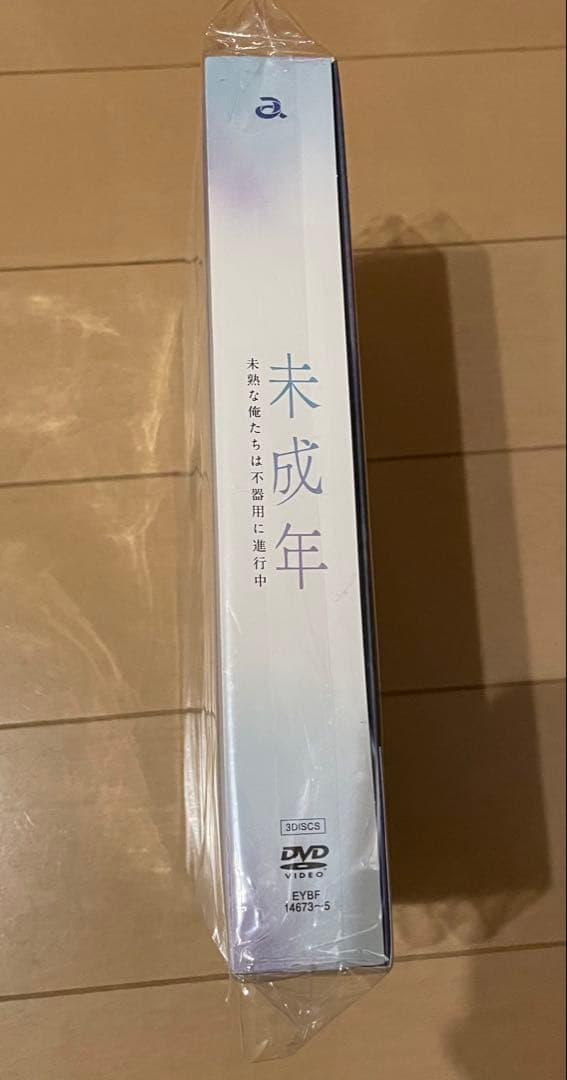 a
未成年
未熟な俺たちは不器用に進行中
3DISCS
DVD
VIDEO
EYBF
14673~5